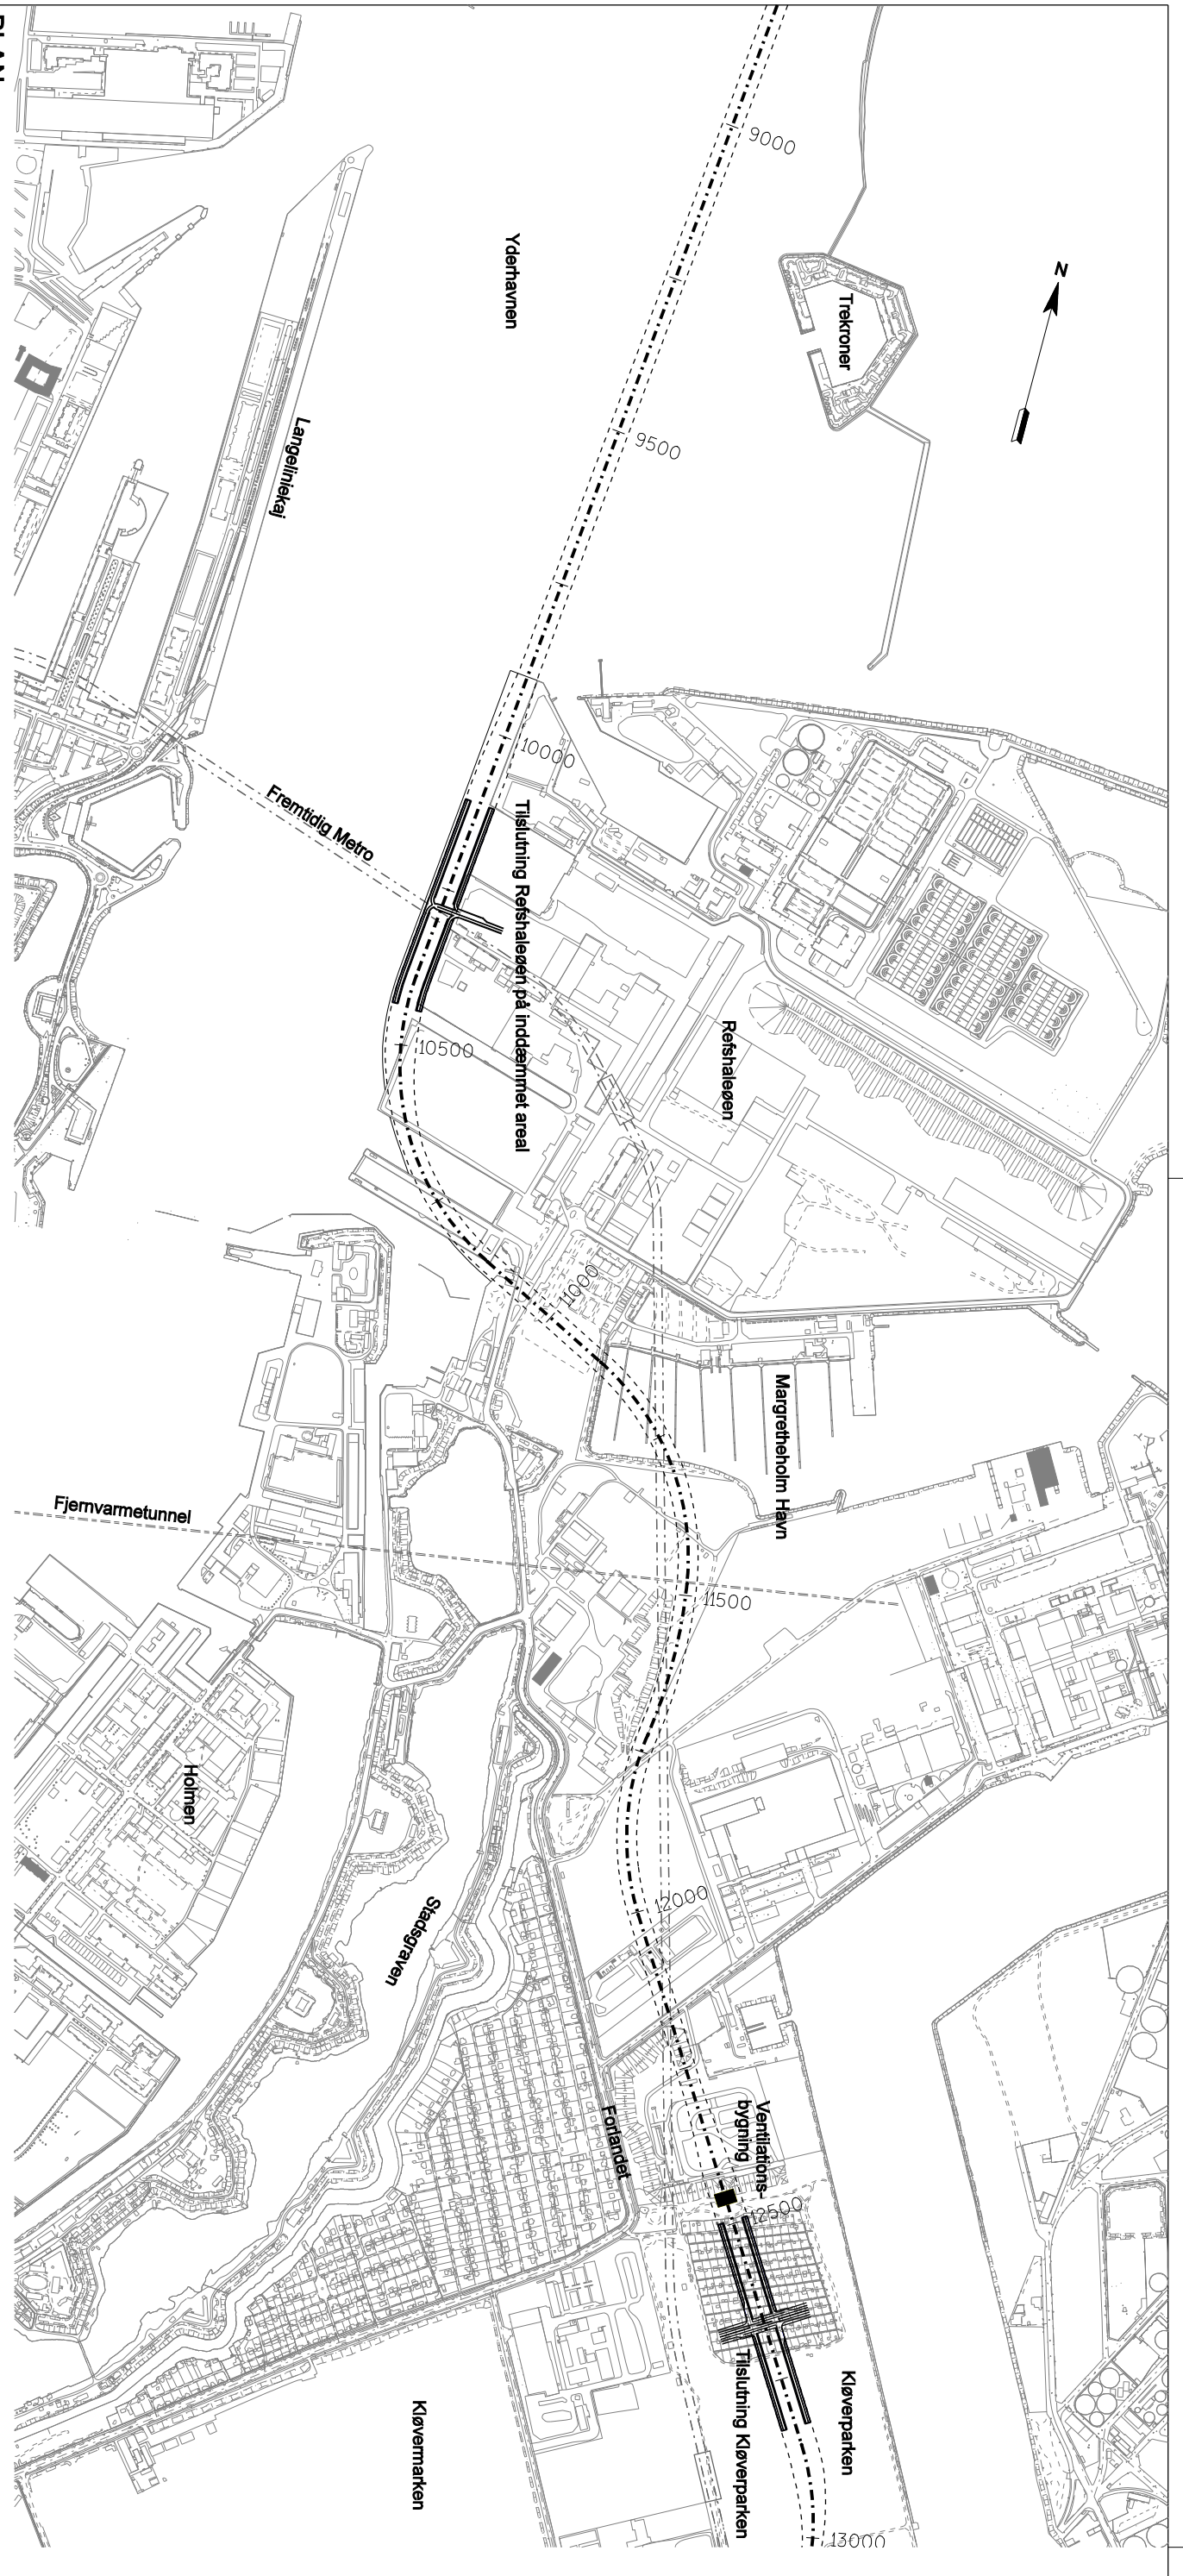 PLAN
9000
Yderhavnen
N
Trekroner
9500
Langeliniekaj
10000
Fremtidig Metro
Tilslutning Refshaleøen på inddæmmet areal
Refshaleøen
10500
11000
Margretheholm Havn
Fjernvarmetunnel
11500
Holmen
Stadsgraven
12000
Forlandet
Ventilations-
bygning
12500
Tilslutning Kløverparken
Kløverparken
Kløvermarken
13000